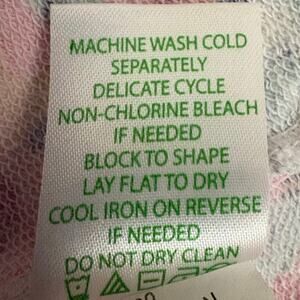 MACHINE WASH COLD
SEPARATELY
DELICATE CYCLE
NON-CHLORINE BLEACH
IF NEEDED
BLOCK TO SHAPE
LAY FLAT TO DRY
COOL IRON ON REVERSE
IF NEEDED
DO NOT DRY CLEAN